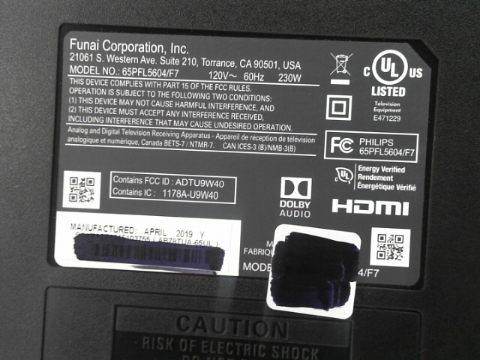 Funai Corporation, Inc.
21061 S. Western Ave. Suite 210, Torrance, CA 90501, USA
MODEL NO.: 65PFL5604/F7 120V~ 60Hz 230W
THIS DEVICE COMPLIES WITH PART 15 OF THE FCC RULES.
OPERATION IS SUBJECT TO THE FOLLOWING TWO CONDITIONS:
(1) THIS DEVICE MAY NOT CAUSE HARMFUL INTERFERENCE, AND
(2) THIS DEVICE MUST ACCEPT ANY INTERFERENCE RECEIVED,
INCLUDING INTERFERENCE THAT MAY CAUSE UNDESIRED OPERATION.
Analog and Digital Television Receiving Apparatus - Appareil de réception
analogique et numérique, Canada BETS-7 / NTMR-7. CAN ICES-3 (B)/NMB-3(B)
C UL US
LISTED
Television
Equipment
E471229
FC PHILIPS
65PFL5604/F7
Energy Verified
Rendement
Énergétique Vérifié
Contains FCC ID : ADTU9W40
Contains IC : 1178A-U9W40
DOLBY
AUDIO
HDMI
MANUFACTURED: APRIL 2019 Y
FABRIQU
MODE /F7
CAUTION
RISK OF ELECTRIC SHOCK